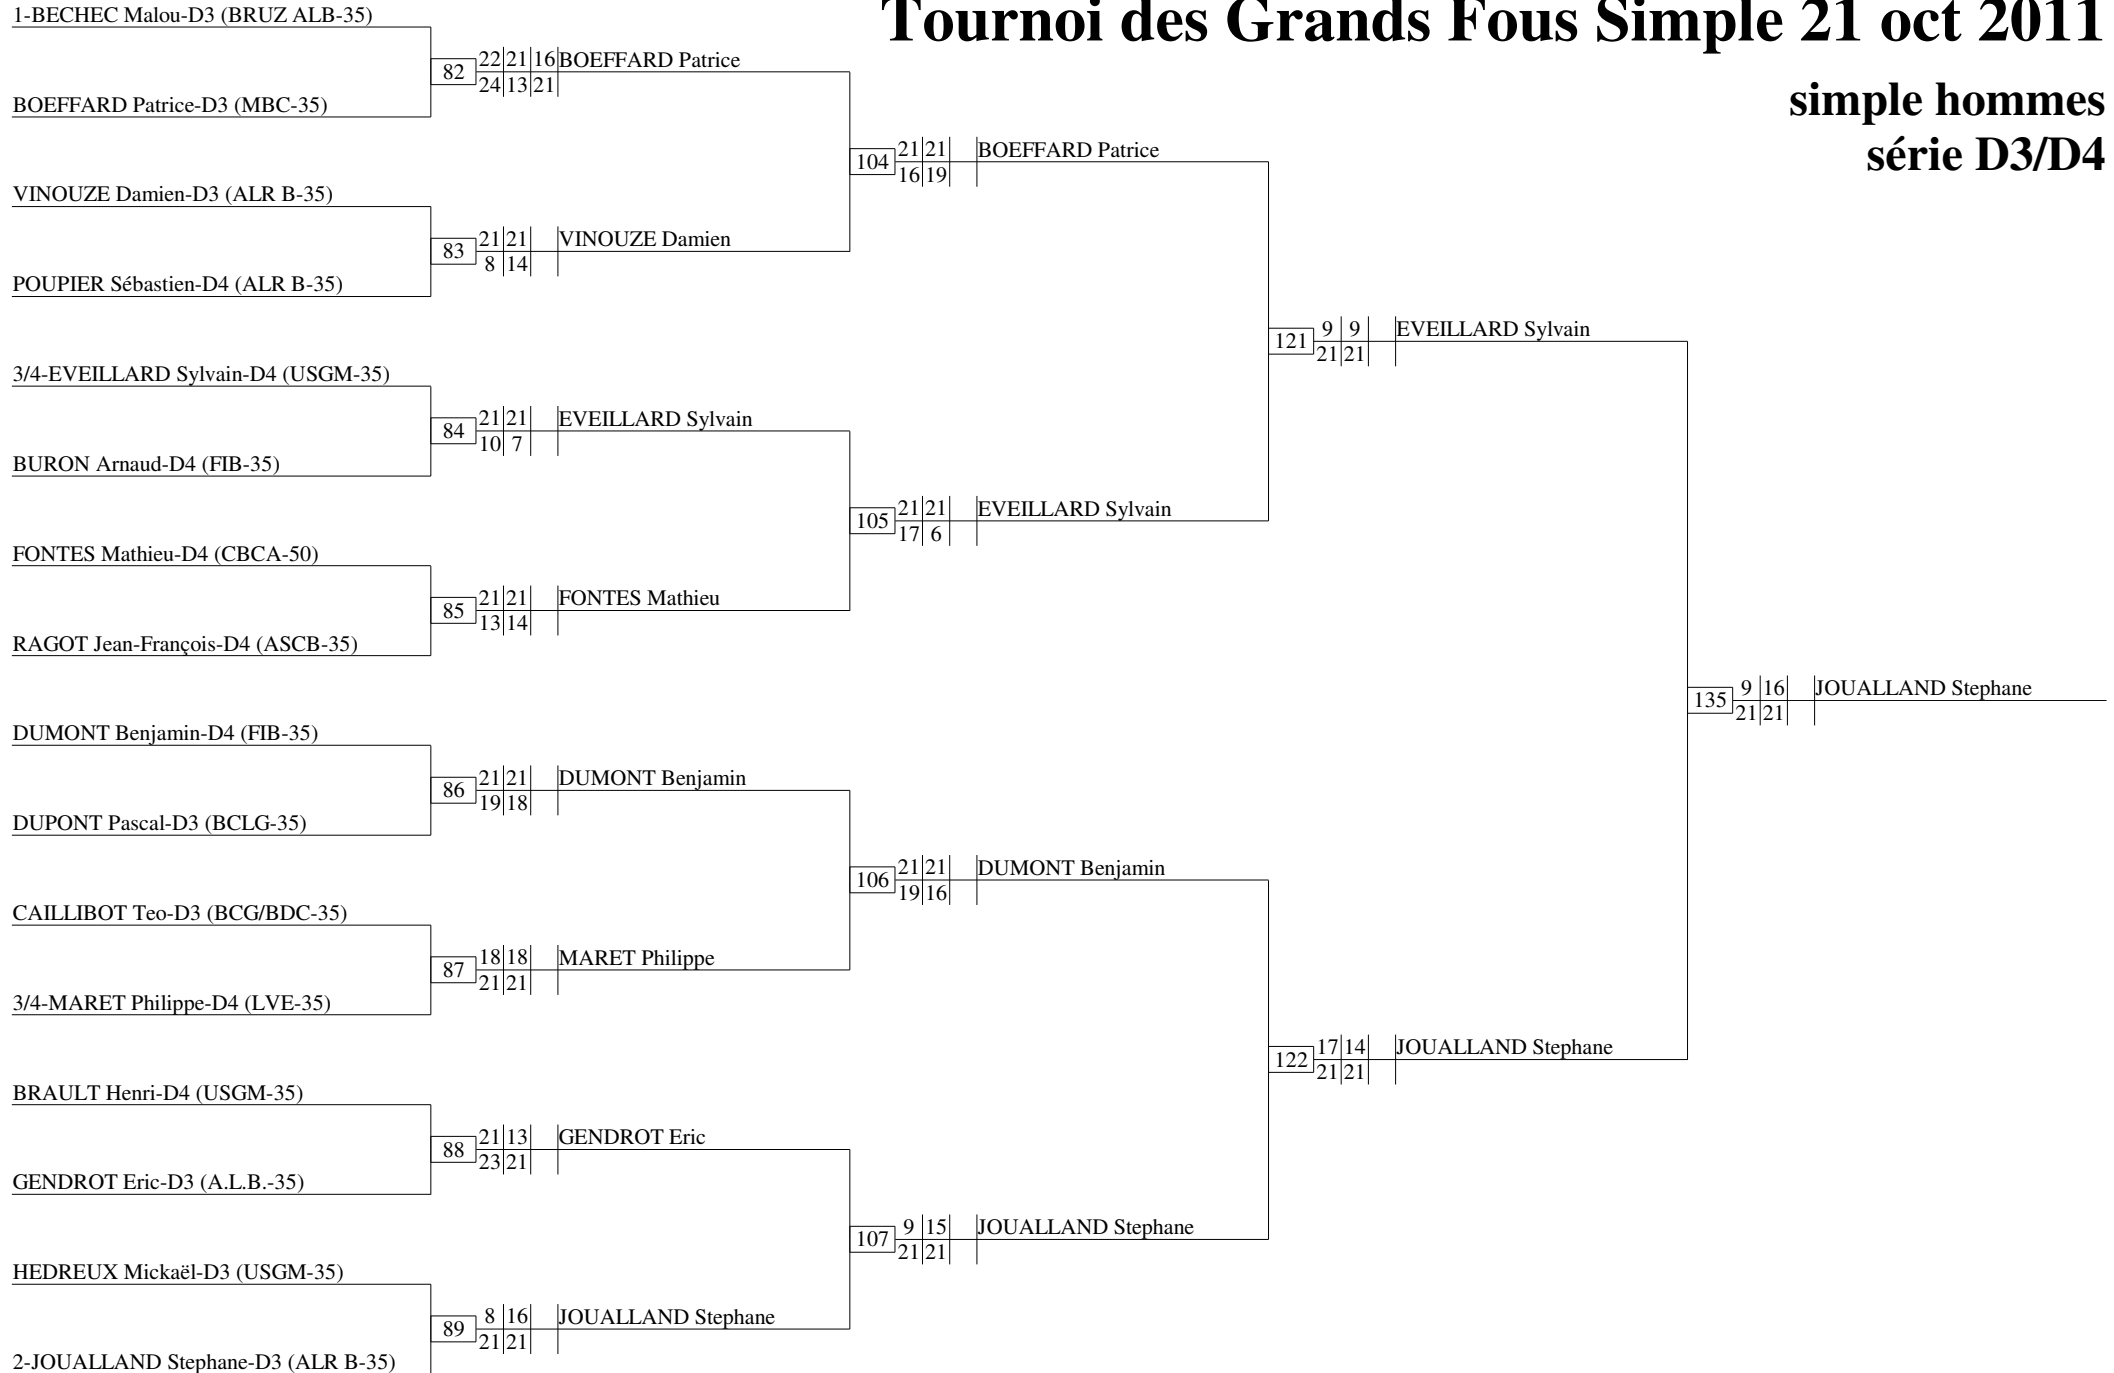 Tournoi des Grands Fous Simple 21 oct 2011
simple hommes
série D3/D4
1-BECHEC Malou-D3 (BRUZ ALB-35)
82
22 21 16
24 13 21
BOEFFARD Patrice
BOEFFARD Patrice-D3 (MBC-35)
104
21 21
16 19
BOEFFARD Patrice
VINOUZE Damien-D3 (ALR B-35)
83
21 21
8 14
VINOUZE Damien
POUPIER Sébastien-D4 (ALR B-35)
121
9 9
21 21
EVEILLARD Sylvain
3/4-EVEILLARD Sylvain-D4 (USGM-35)
84
21 21
10 7
EVEILLARD Sylvain
BURON Arnaud-D4 (FIB-35)
105
21 21
17 6
EVEILLARD Sylvain
FONTES Mathieu-D4 (CBCA-50)
85
21 21
13 14
FONTES Mathieu
RAGOT Jean-François-D4 (ASCB-35)
135
9 16
21 21
JOUALLAND Stephane
DUMONT Benjamin-D4 (FIB-35)
86
21 21
19 18
DUMONT Benjamin
DUPONT Pascal-D3 (BCLG-35)
106
21 21
19 16
DUMONT Benjamin
CAILLIBOT Teo-D3 (BCG/BDC-35)
87
18 18
21 21
MARET Philippe
3/4-MARET Philippe-D4 (LVE-35)
122
17 14
21 21
JOUALLAND Stephane
BRAULT Henri-D4 (USGM-35)
88
21 13
23 21
GENDROT Eric
GENDROT Eric-D3 (A.L.B.-35)
107
9 15
21 21
JOUALLAND Stephane
HEDREUX Mickaël-D3 (USGM-35)
89
8 16
21 21
JOUALLAND Stephane
2-JOUALLAND Stephane-D3 (ALR B-35)